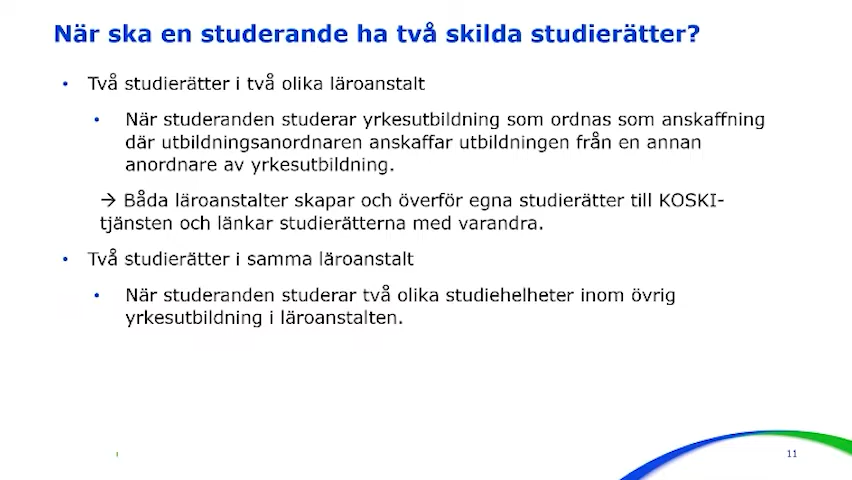 När ska en studerande ha två skilda studierätter?
• Två studierätter i två olika läroanstalt
• När studeranden studerar yrkesutbildning som ordnas som anskaffning
där utbildningsanordnaren anskaffar utbildningen från en annan
anordnare av yrkesutbildning.
→ Båda läroanstalter skapar och överför egna studierätter till KOSKI-
tjänsten och länkar studierätterna med varandra.
• Två studierätter i samma läroanstalt
• När studeranden studerar två olika studiehelheter inom övrig
yrkesutbildning i läroanstalten.
11